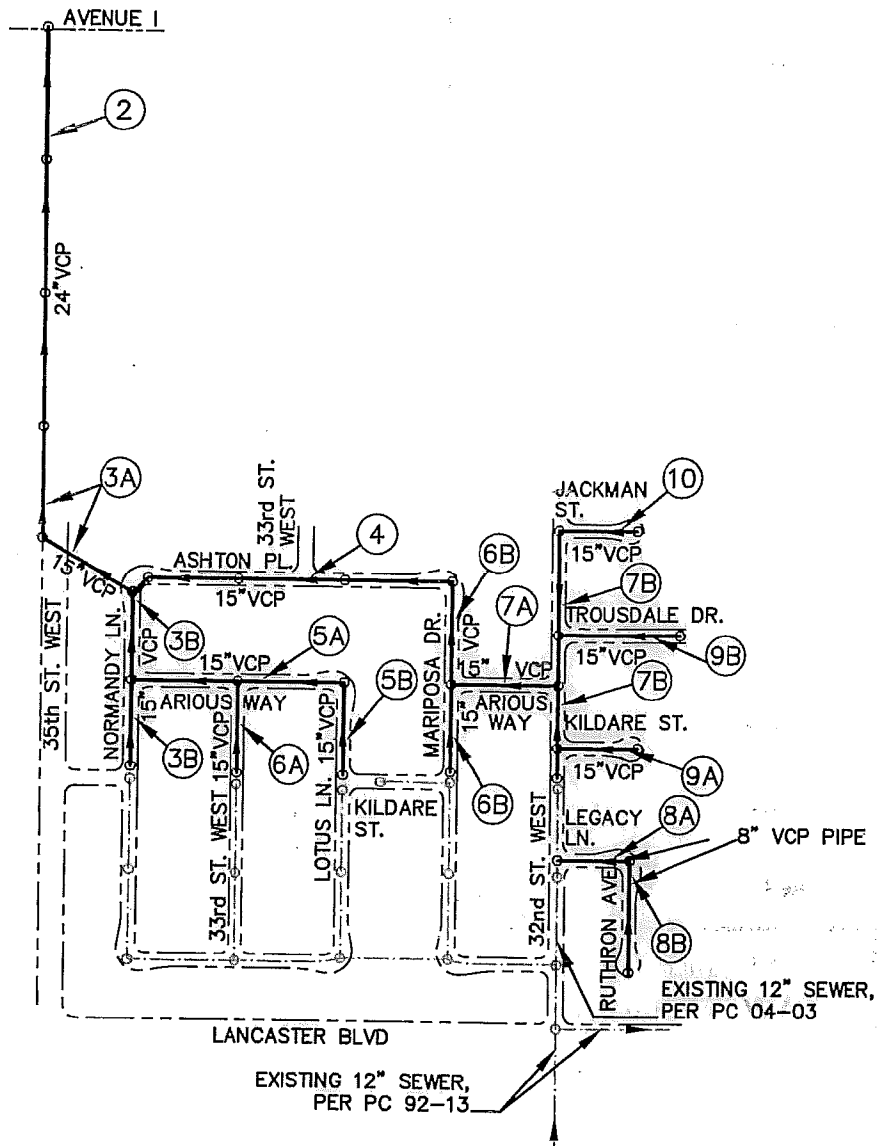 AVENUE I
2
24"VCP
3A
15"VCP
33rd ST.
WEST
4
ASHTON PL.
15"VCP
6B
JACKMAN
ST.
10
15"VCP
7B
TROUSDALE DR.
15"VCP
9B
7A
3B
VCP
15"
NORMANDY LN.
35th ST. WEST
5A
15"VCP
ARIOUS WAY
5B
15"VCP
MARIPOSA DR.
VCP
15"
15" VCP
ARIOUS
WAY
7B
KILDARE ST.
15"VCP
9A
3B
15"VCP
6A
33rd ST. WEST
LOTUS LN.
KILDARE
ST.
6B
32nd ST. WEST
LEGACY
LN.
8A
8" VCP PIPE
RUTHRON AVE.
8B
EXISTING 12" SEWER,
PER PC 04-03
LANCASTER BLVD
EXISTING 12" SEWER,
PER PC 92-13